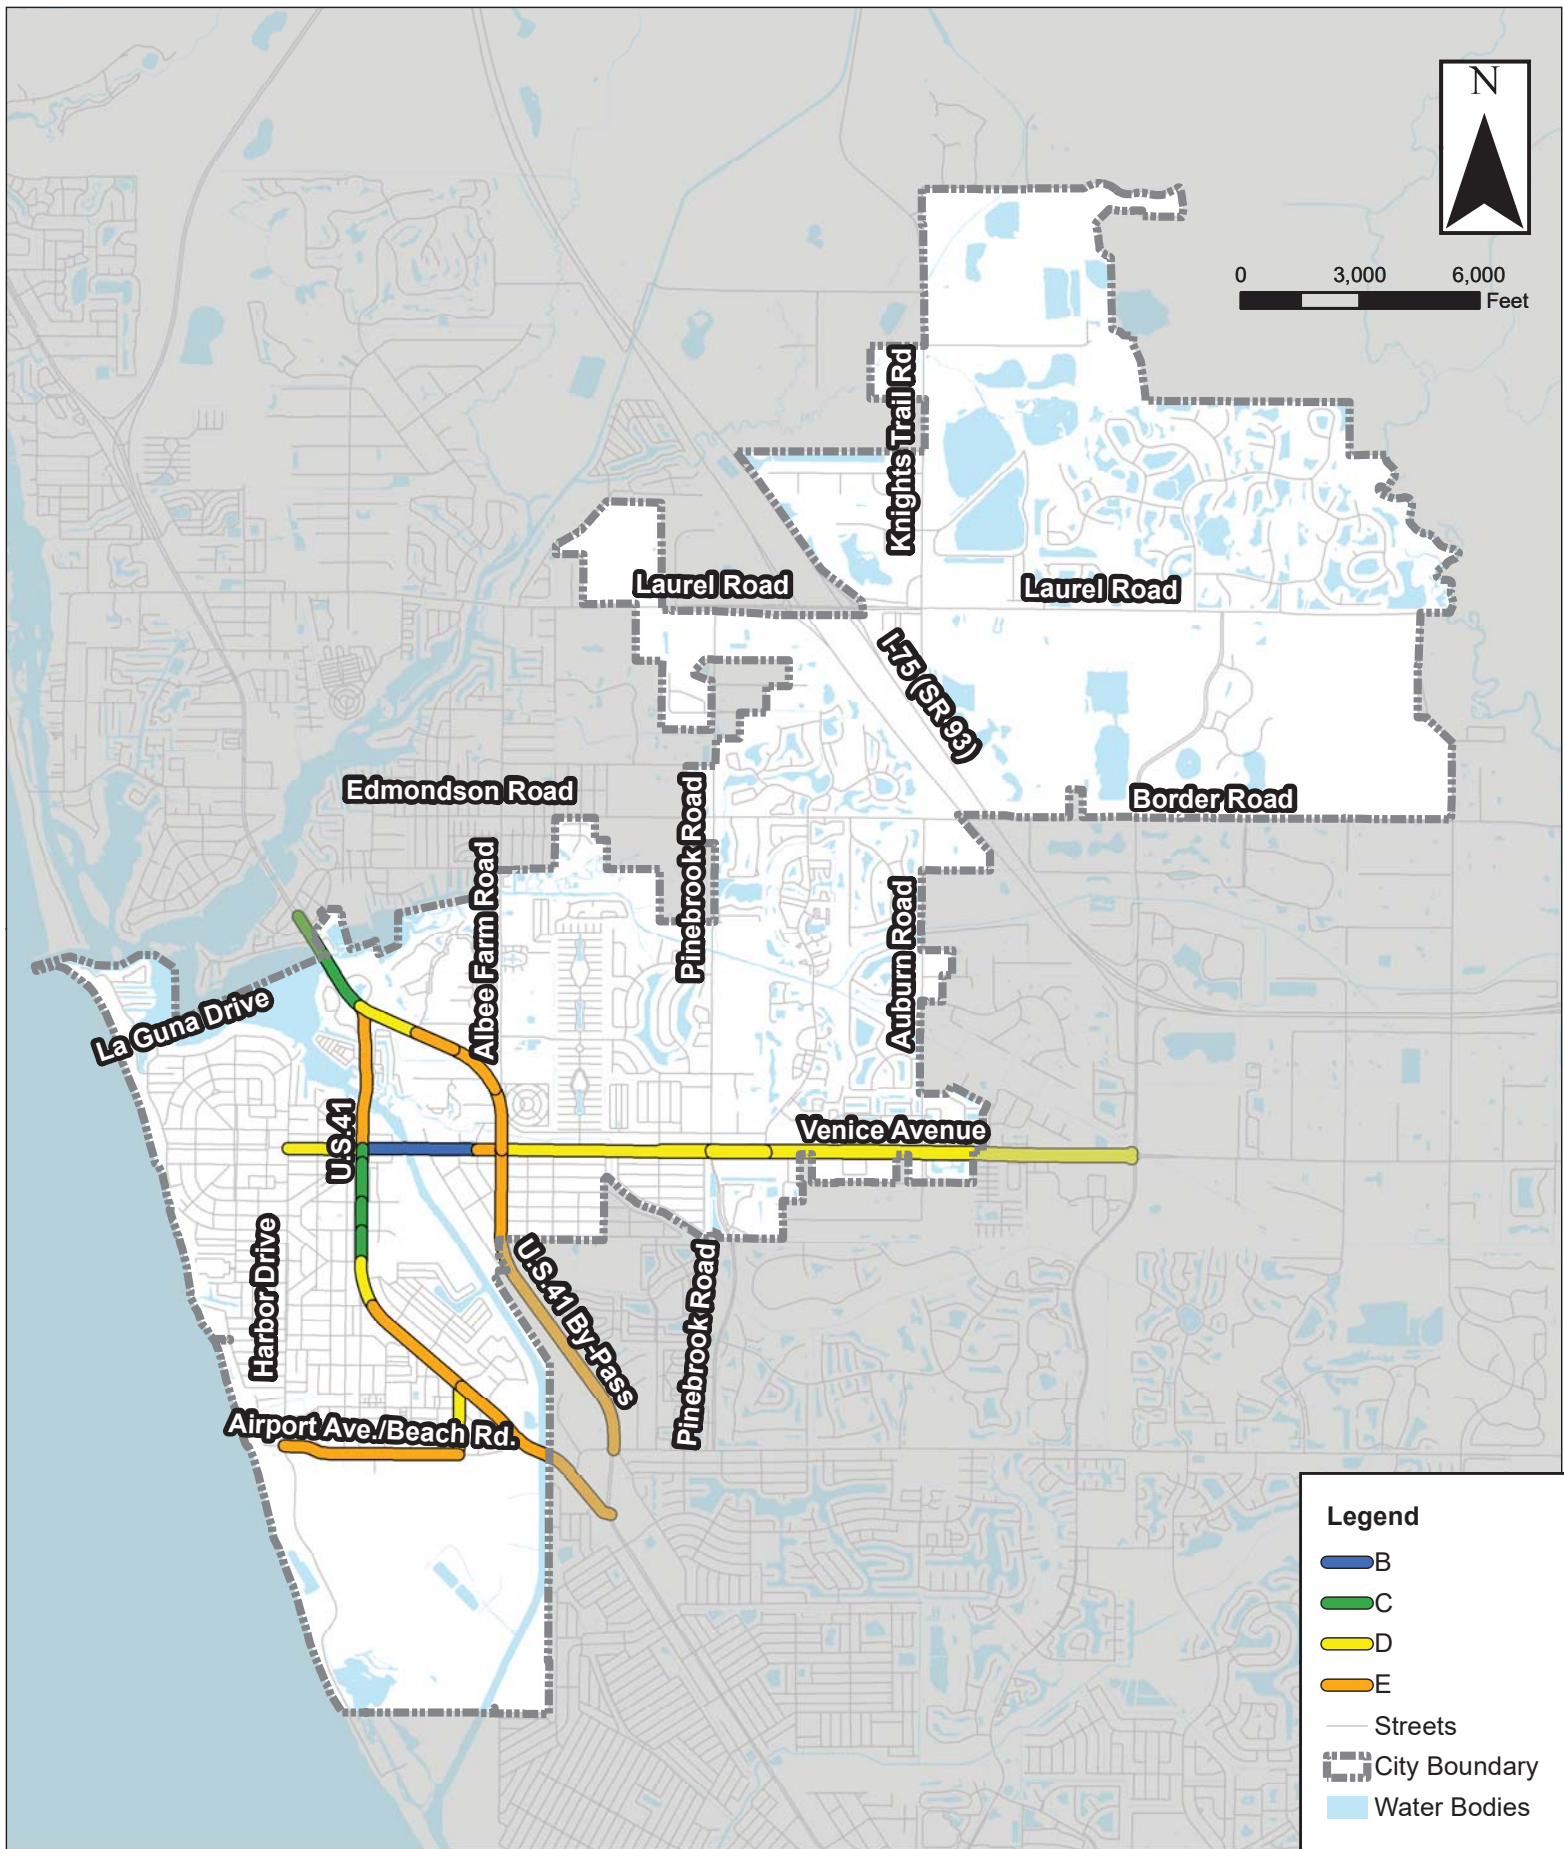 N
0 3,000 6,000
Feet
Knights Trail Rd
Laurel Road
Laurel Road
I-75 (SR 93)
Edmondson Road
Pinebrook Road
Border Road
Albee Farm Road
Auburn Road
La Guna Drive
U.S.41
Venice Avenue
Harbor Drive
U.S.41 By-Pass
Pinebrook Road
Airport Ave./Beach Rd.
Legend
B
C
D
E
Streets
City Boundary
Water Bodies